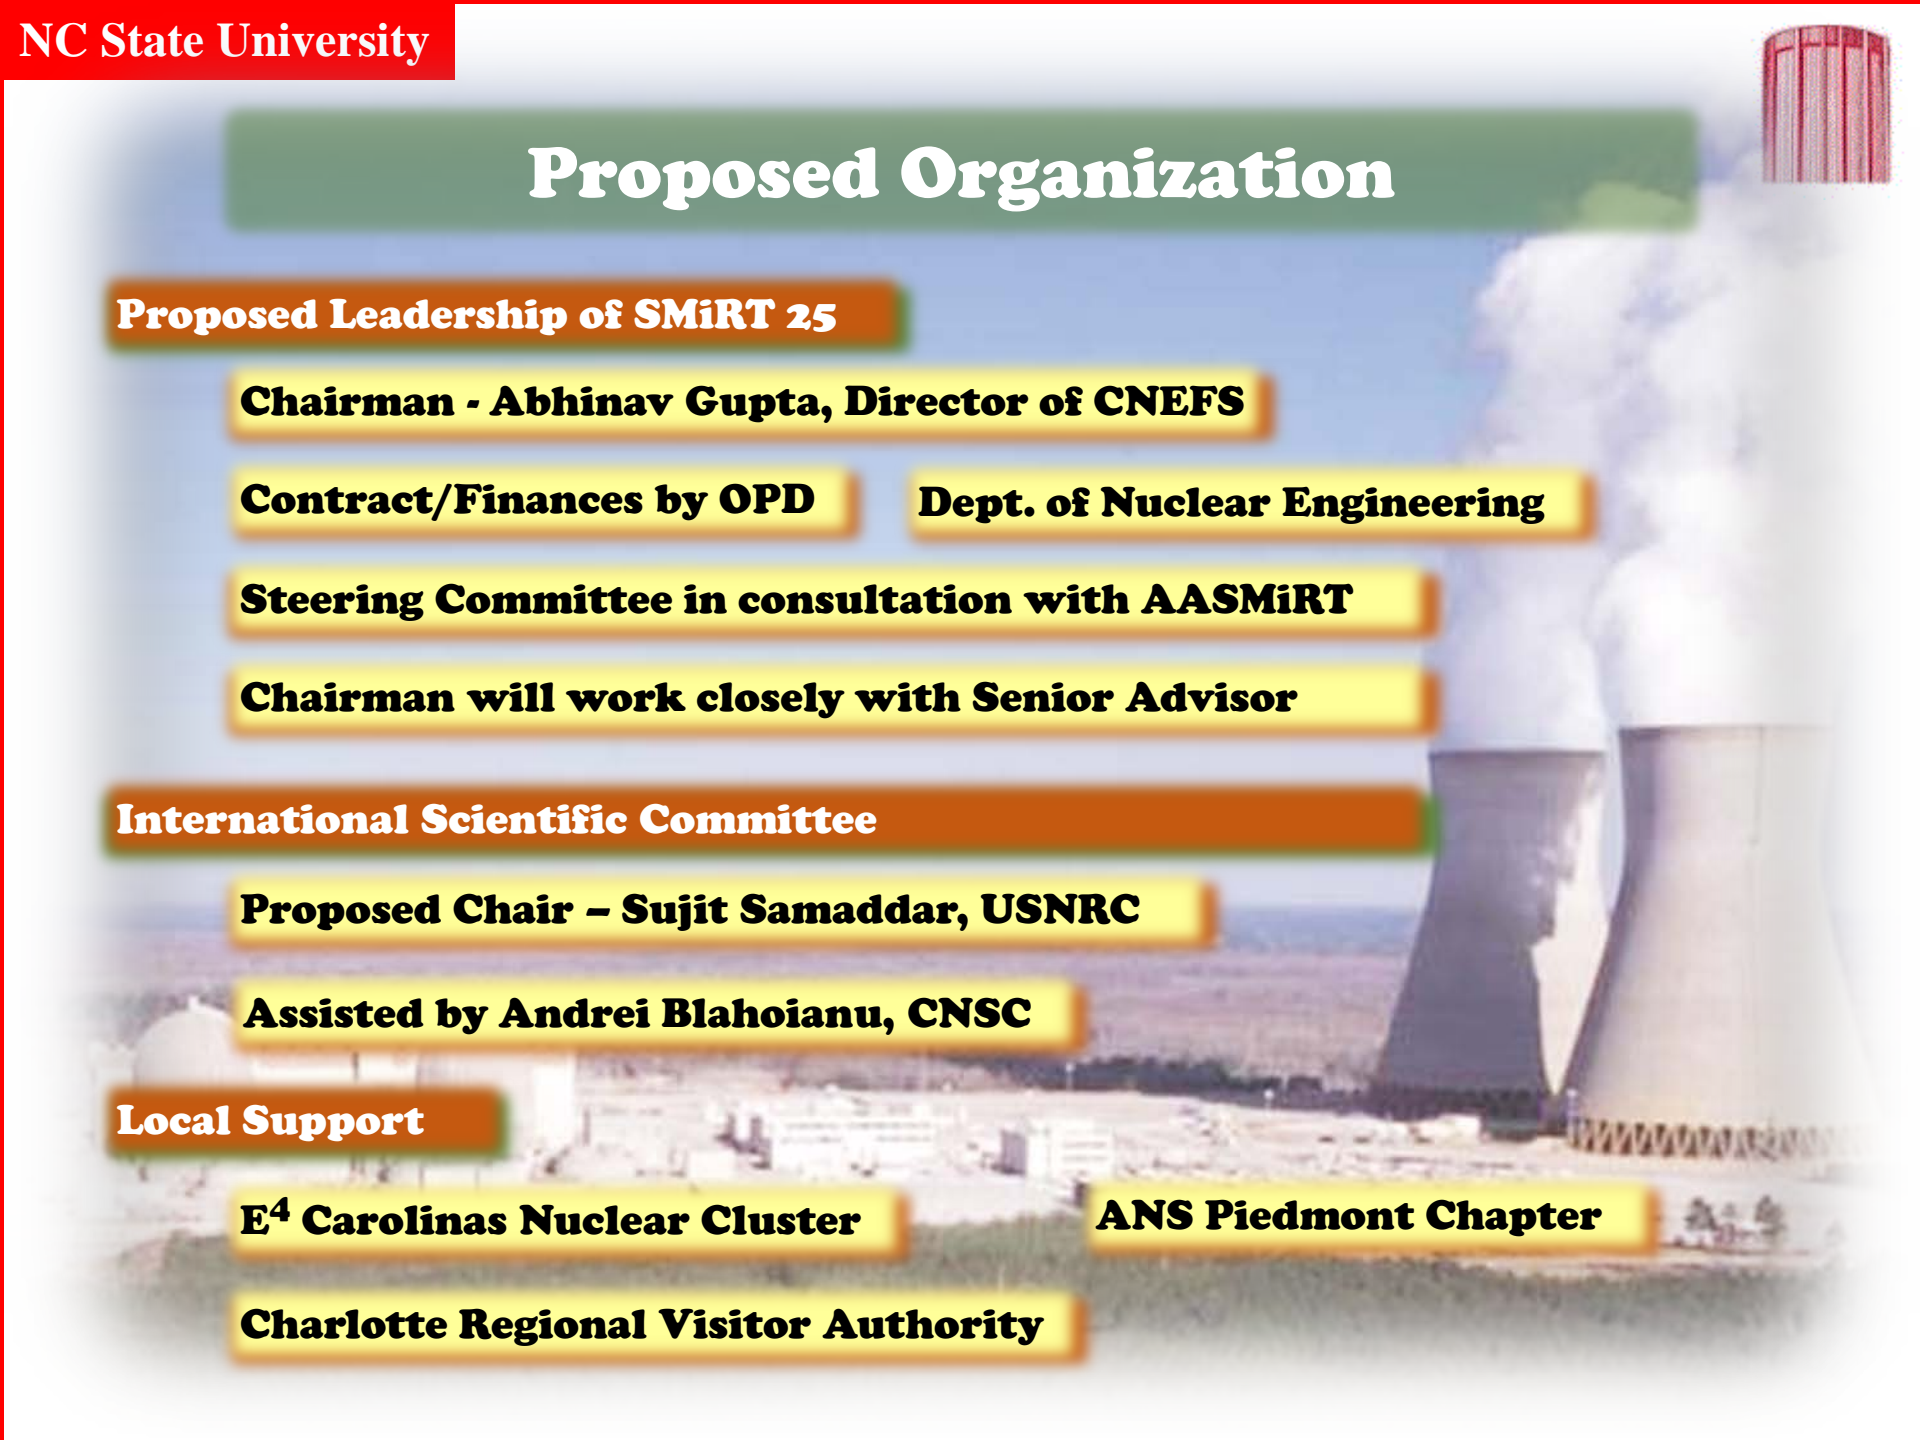 NC State University
Proposed Organization
Proposed Leadership of SMiRT 25
Chairman - Abhinav Gupta, Director of CNEFS
Contract/Finances by OPD
Dept. of Nuclear Engineering
Steering Committee in consultation with AASMiRT
Chairman will work closely with Senior Advisor
International Scientific Committee
Proposed Chair – Sujit Samaddar, USNRC
Assisted by Andrei Blahoianu, CNSC
Local Support
E⁴ Carolinas Nuclear Cluster
ANS Piedmont Chapter
Charlotte Regional Visitor Authority